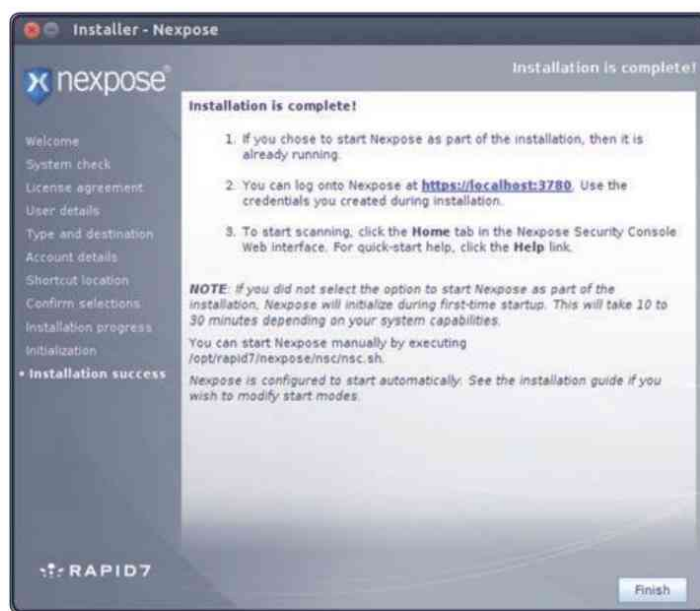 Installer - Nexpose
nexpose®
Installation is complete!
Welcome
System check
License agreement
User details
Type and destination
Account details
Shortcut location
Confirm selections
Installation progress
Initialization
• Installation success
Installation is complete!
1. If you chose to start Nexpose as part of the installation, then it is
already running.
2. You can log onto Nexpose at https://localhost:3780. Use the
credentials you created during installation.
3. To start scanning, click the Home tab in the Nexpose Security Console
Web interface. For quick-start help, click the Help link.
NOTE: If you did not select the option to start Nexpose as part of the
installation, Nexpose will initialize during first-time startup. This will take 10 to
30 minutes depending on your system capabilities.
You can start Nexpose manually by executing
/opt/rapid7/nexpose/nsc/nsc.sh.
Nexpose is configured to start automatically. See the installation guide if you
wish to modify start modes.
RAPID7
Finish